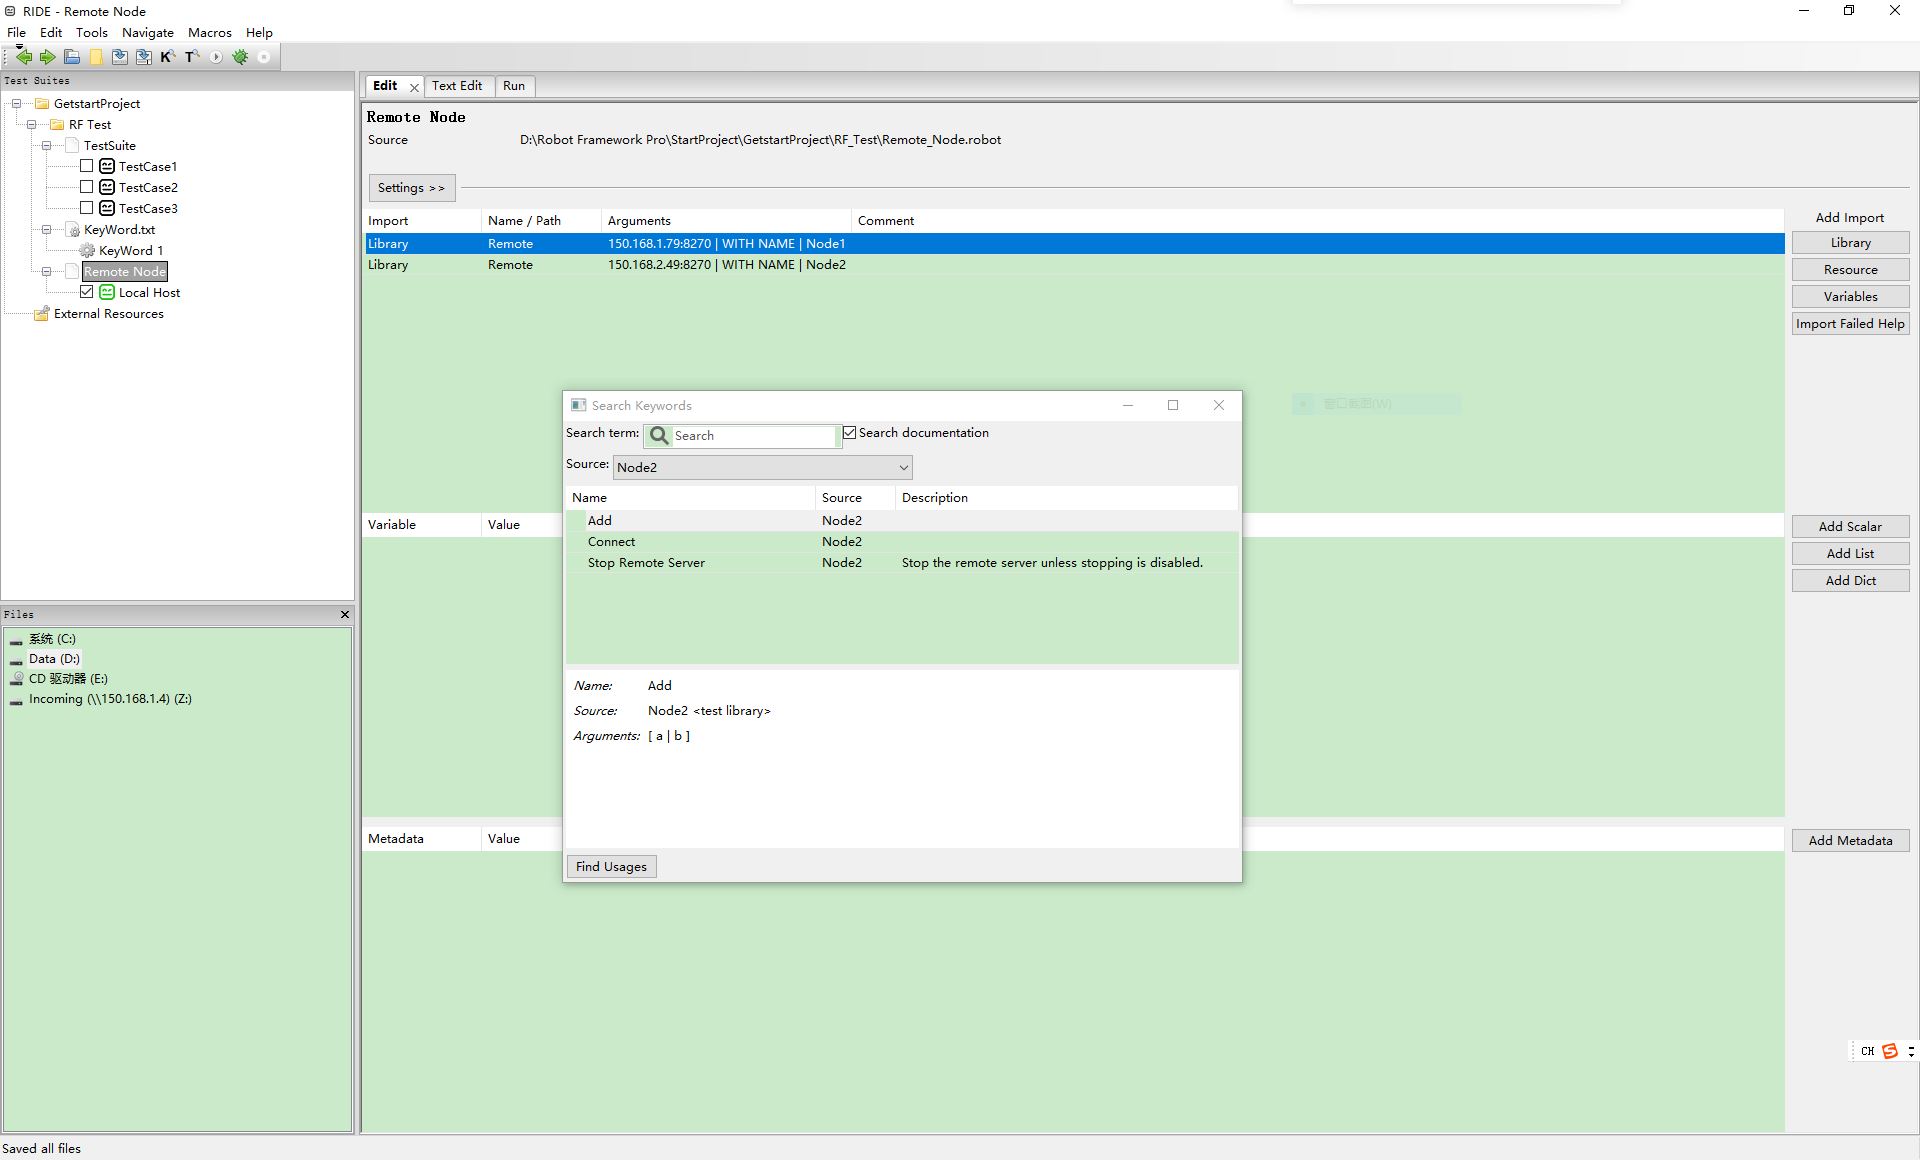 RIDE - Remote Node
File Edit Tools Navigate Macros Help
K T
Test Suites
GetstartProject
RF Test
TestSuite
TestCase1
TestCase2
TestCase3
KeyWord.txt
KeyWord 1
Remote Node
Local Host
External Resources
Files
系统 (C:)
Data (D:)
CD 驱动器 (E:)
Incoming (\\150.168.1.4) (Z:)
Edit Text Edit Run
Remote Node
Source D:\Robot Framework Pro\StartProject\GetstartProject\RF_Test\Remote_Node.robot
Settings >>
Import Name / Path Arguments Comment
Library Remote 150.168.1.79:8270 | WITH NAME | Node1
Library Remote 150.168.2.49:8270 | WITH NAME | Node2
Add Import
Library
Resource
Variables
Import Failed Help
窗口截图(W)
Search Keywords
Search term: Search Search documentation
Source: Node2
Name Source Description
Add Node2
Connect Node2
Stop Remote Server Node2 Stop the remote server unless stopping is disabled.
Name: Add
Source: Node2 <test library>
Arguments: [ a | b ]
Find Usages
Variable Value
Add Scalar
Add List
Add Dict
Metadata Value
Add Metadata
CH S
Saved all files